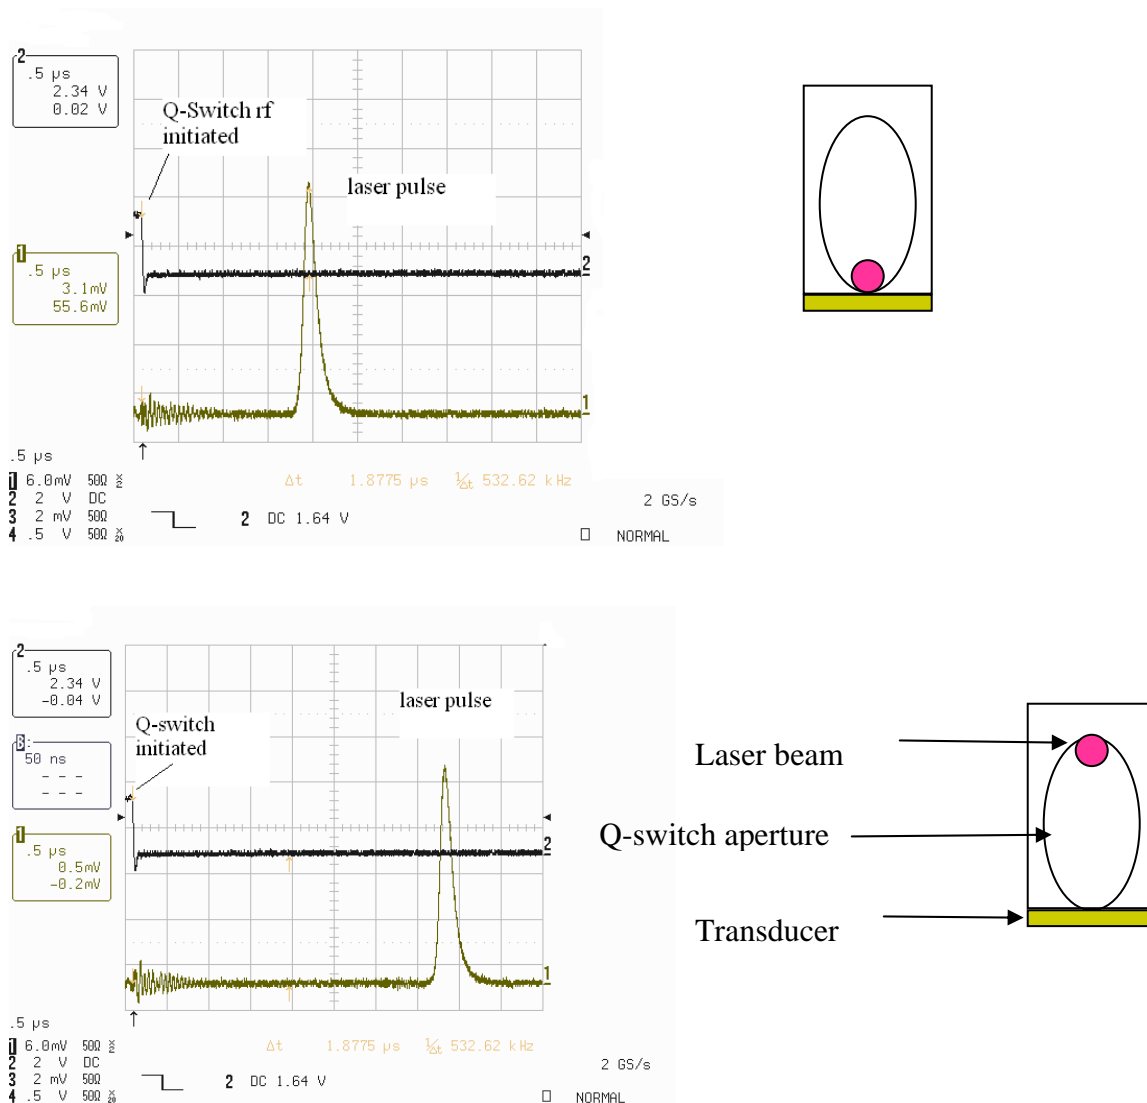 2
.5 µs
2.34 V
0.02 V
Q-Switch rf
initiated
laser pulse
1
.5 µs
3.1mV
55.6mV
2
1
.5 µs
1 6.0mV 50Ω
2 2 V DC
3 2 mV 50Ω
4 .5 V 50Ω
Δt 1.8775 µs 1/Δt 532.62 kHz
2 DC 1.64 V
2 GS/s
NORMAL
2
.5 µs
2.34 V
-0.04 V
Q-switch
initiated
laser pulse
B:
50 ns
- - -
- - -
1
.5 µs
0.5mV
-0.2mV
2
1
.5 µs
1 6.0mV 50Ω
2 2 V DC
3 2 mV 50Ω
4 .5 V 50Ω
Δt 1.8775 µs 1/Δt 532.62 kHz
2 DC 1.64 V
2 GS/s
NORMAL
Laser beam
Q-switch aperture
Transducer